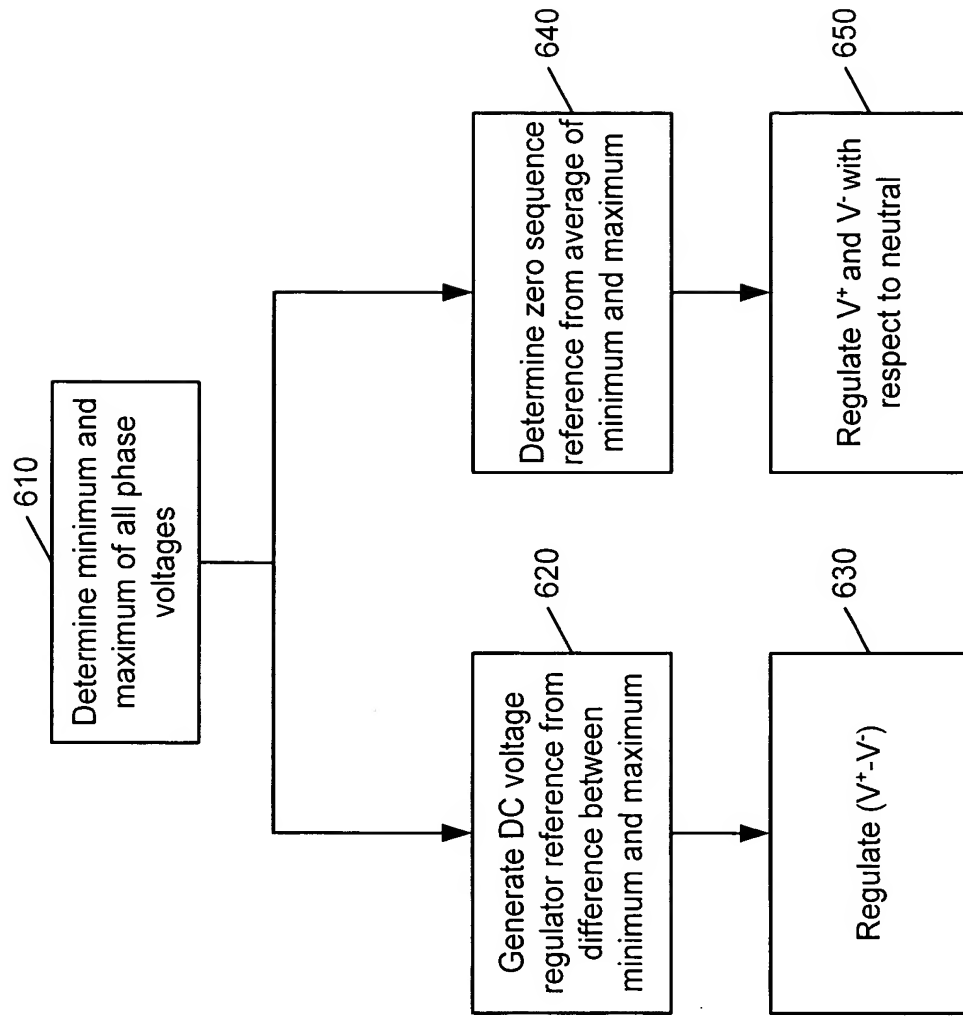 610
Determine minimum and
maximum of all phase
voltages
620
Generate DC voltage
regulator reference from
difference between
minimum and maximum
630
Regulate (V⁺-V⁻)
640
Determine zero sequence
reference from average of
minimum and maximum
650
Regulate V⁺ and V⁻ with
respect to neutral